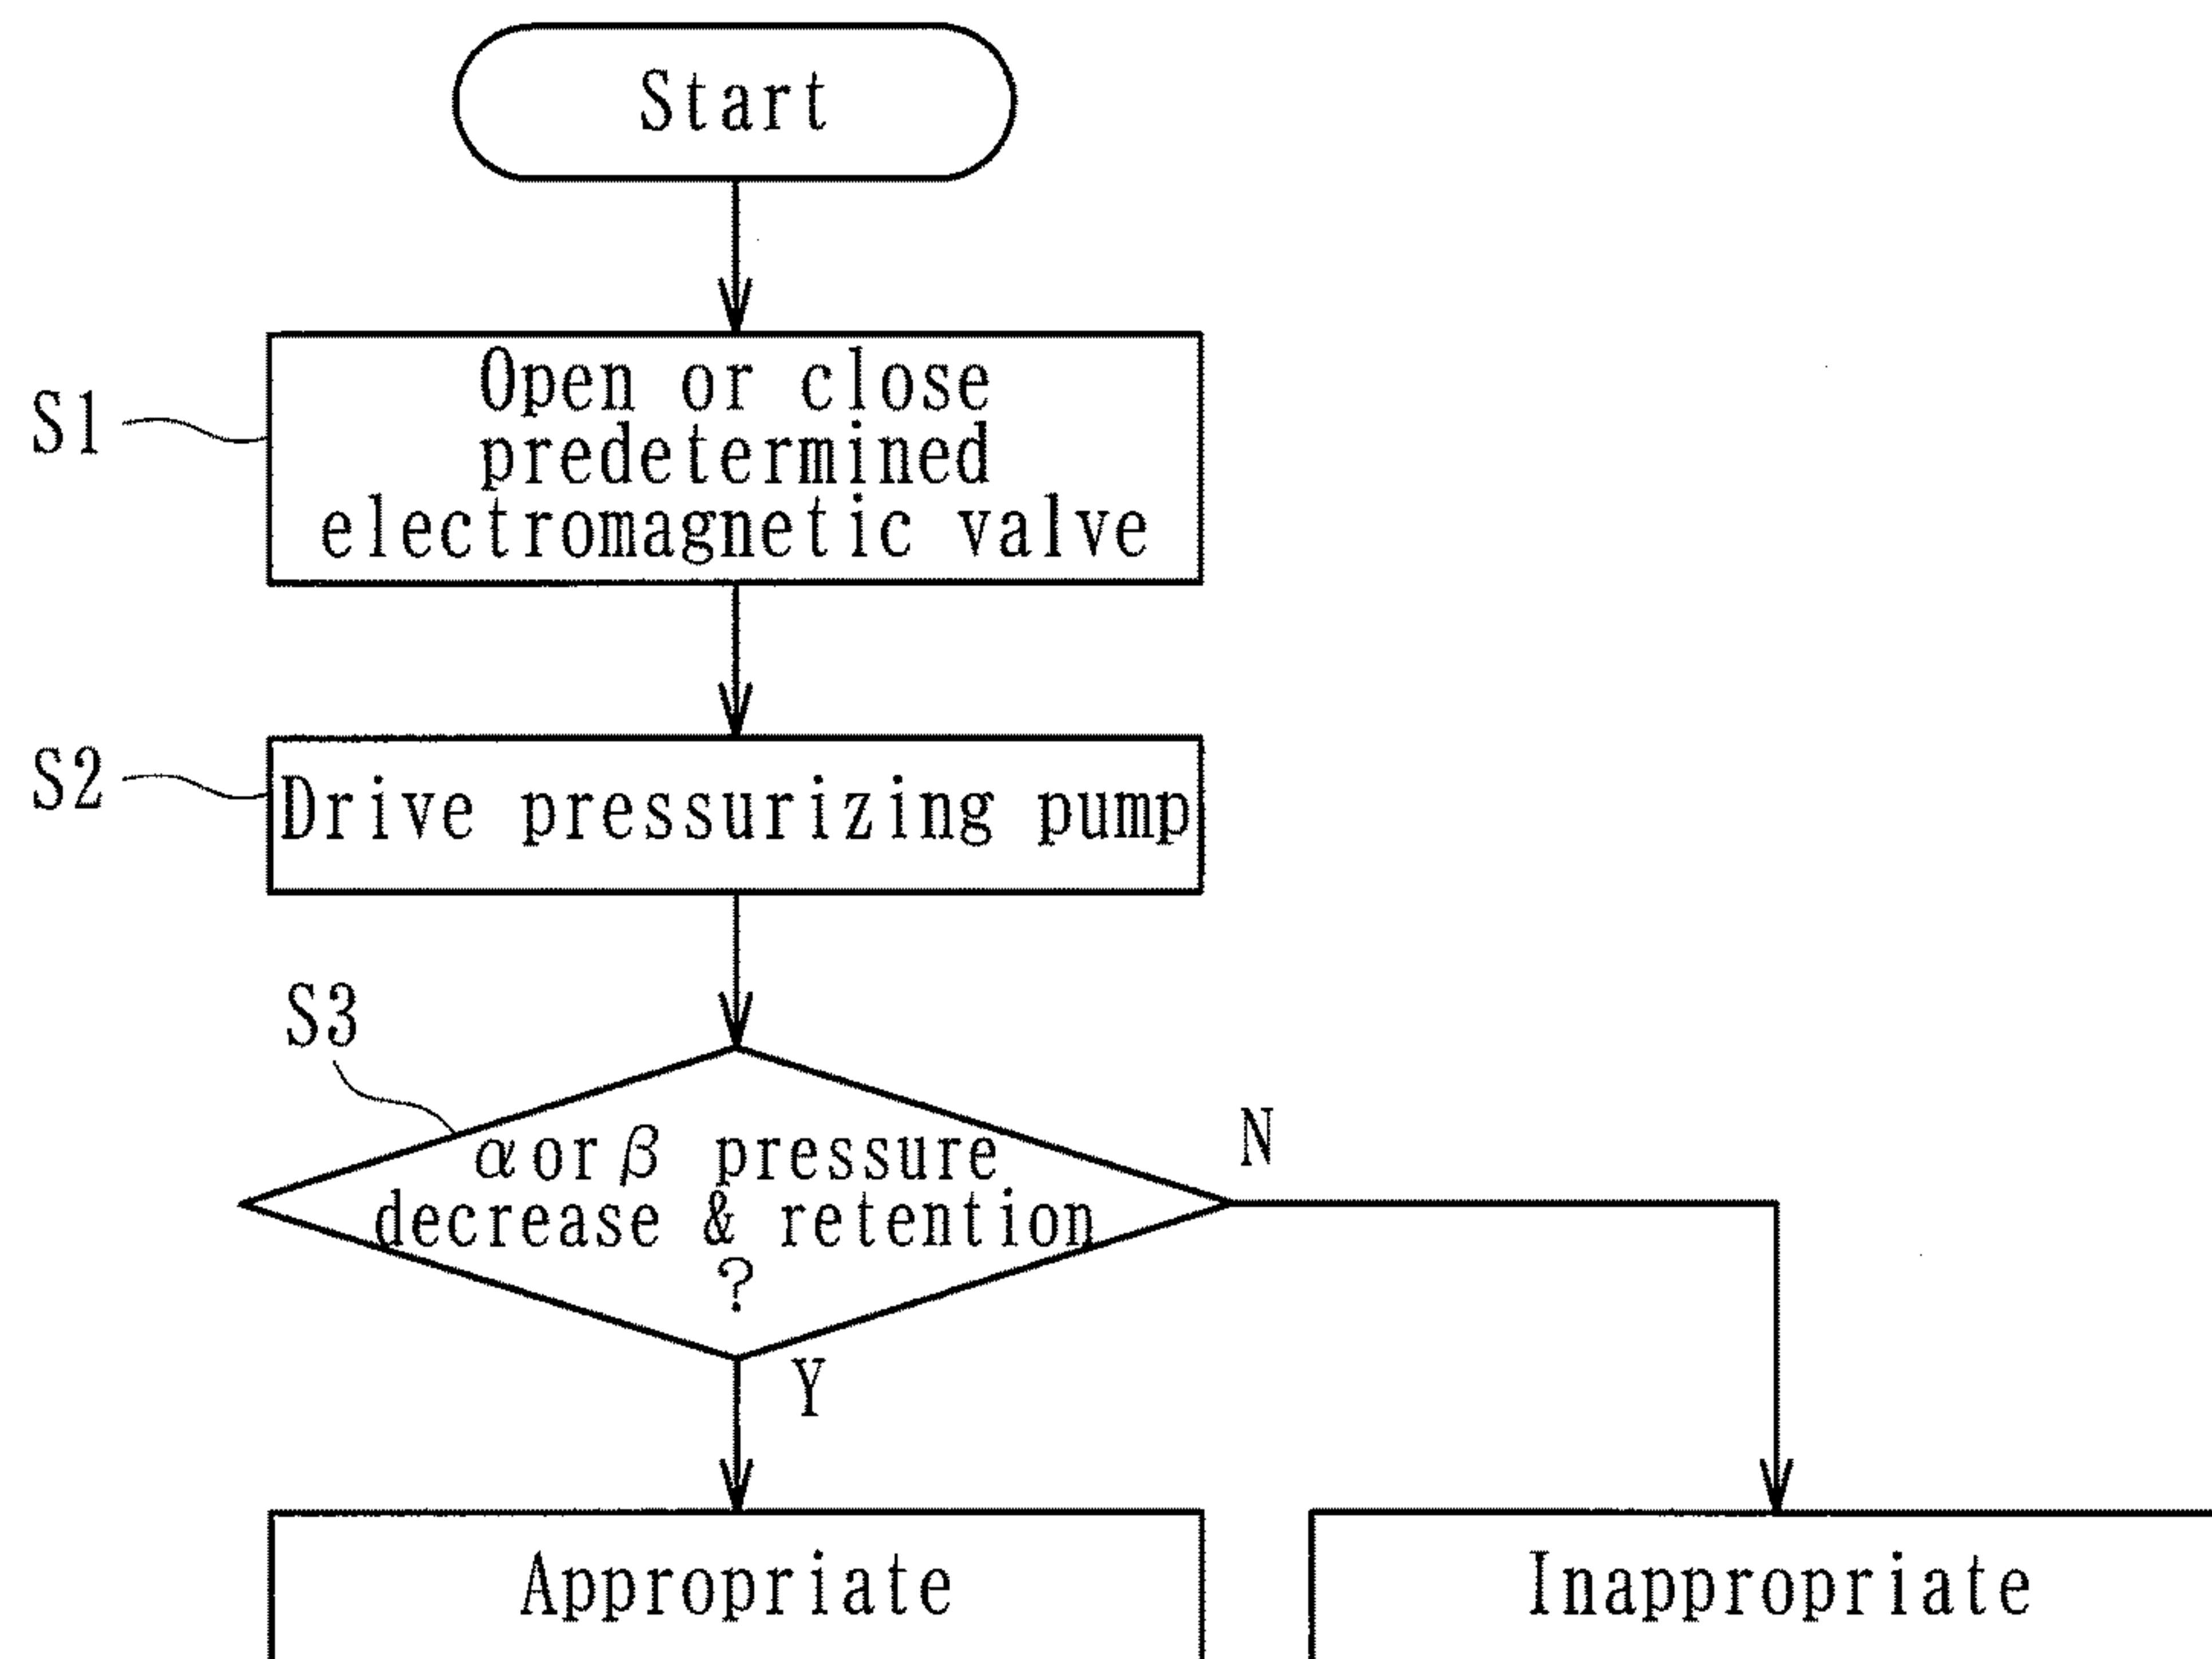 Start
S1
Open or close
predetermined
electromagnetic valve
S2
Drive pressurizing pump
S3
α or β pressure
decrease & retention
?
N
Y
Appropriate
Inappropriate